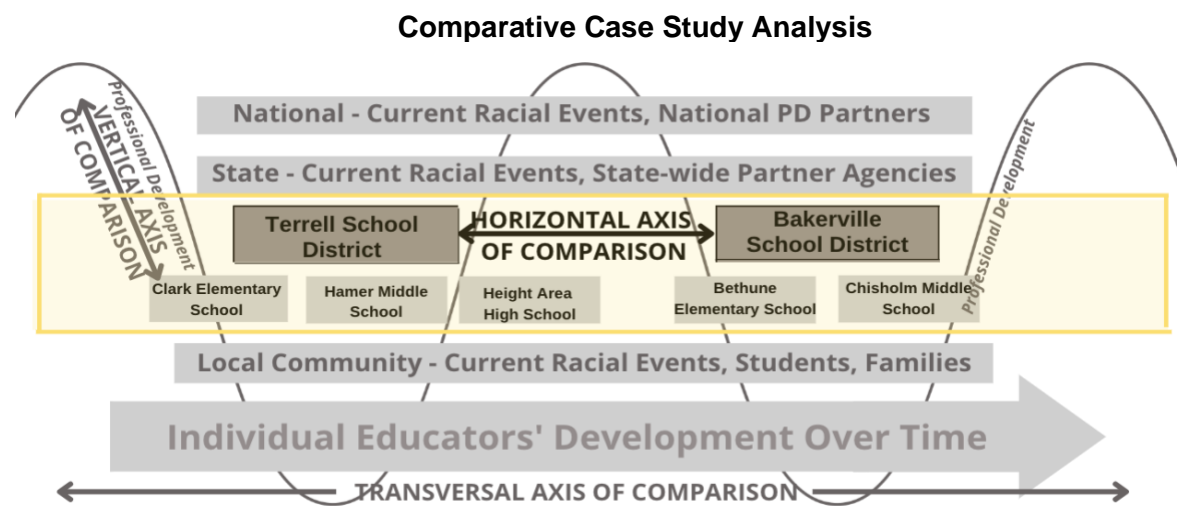 Comparative Case Study Analysis
Professional Development
VERTICAL AXIS
OF COMPARISON
National - Current Racial Events, National PD Partners
State - Current Racial Events, State-wide Partner Agencies
Professional Development
Terrell School
District
HORIZONTAL AXIS
OF COMPARISON
Bakerville
School District
Clark Elementary
School
Hamer Middle
School
Height Area
High School
Bethune
Elementary School
Chisholm Middle
School
Local Community - Current Racial Events, Students, Families
Individual Educators' Development Over Time
TRANSVERSAL AXIS OF COMPARISON